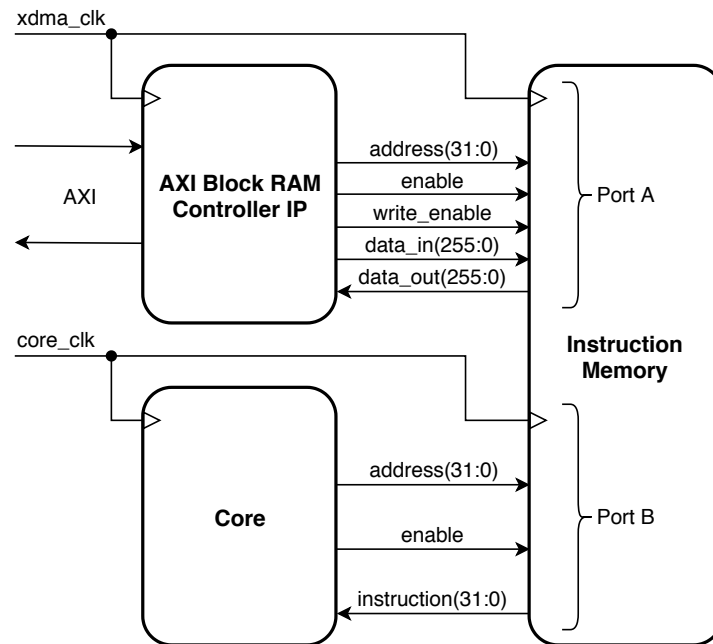 xdma_clk
AXI
AXI Block RAM
Controller IP
address(31:0)
enable
write_enable
data_in(255:0)
data_out(255:0)
Port A
Instruction
Memory
core_clk
Core
address(31:0)
enable
instruction(31:0)
Port B